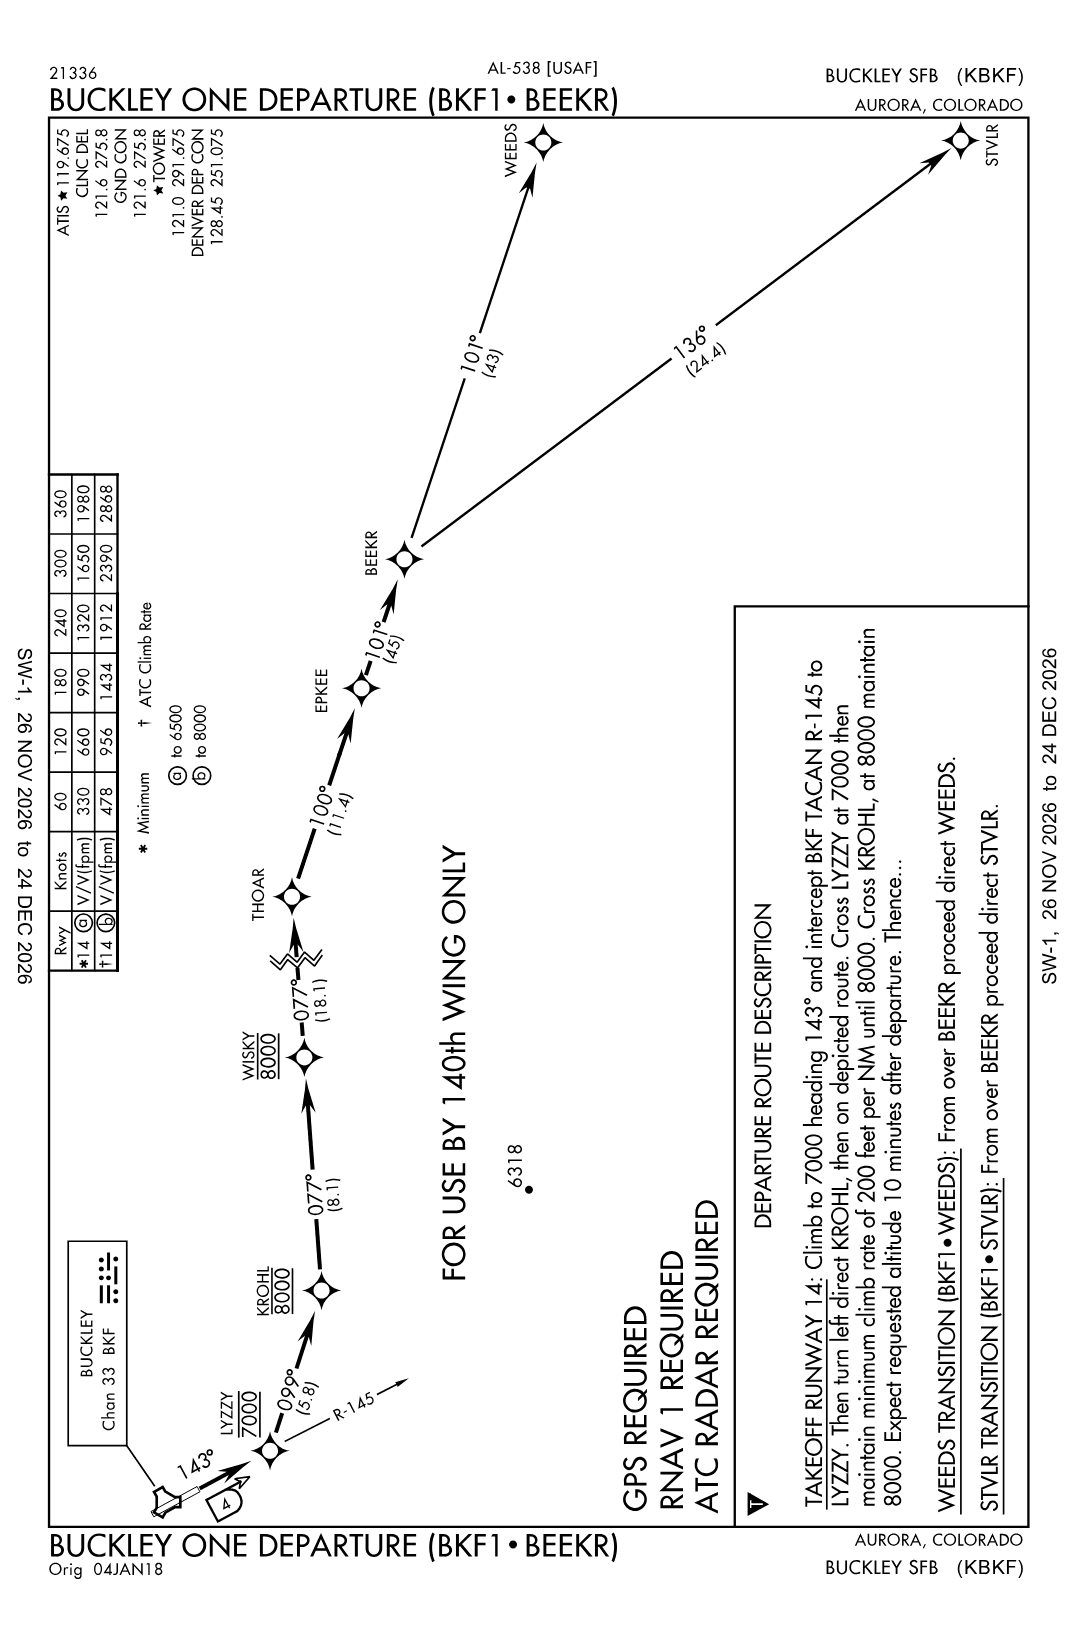 21336
AL-538 [USAF]
BUCKLEY SFB (KBKF)
BUCKLEY ONE DEPARTURE (BKF1•BEEKR)
AURORA, COLORADO
ATIS ★ 119.675
CLNC DEL
121.6 275.8
GND CON
121.6 275.8
★ TOWER
121.0 291.675
DENVER DEP CON
128.45 251.075
Rwy Knots 60 120 180 240 300 360
*14 ⓐ V/V(fpm) 330 660 990 1320 1650 1980
†14 ⓑ V/V(fpm) 478 956 1434 1912 2390 2868
* Minimum † ATC Climb Rate
ⓐ to 6500
ⓑ to 8000
BUCKLEY
Chan 33 BKF
143°
4
LYZZY
7000
R-145
099°
(5.8)
KROHL
8000
077°
(8.1)
WISKY
8000
077°
(18.1)
THOAR
100°
(11.4)
EPKEE
101°
(45)
BEEKR
101°
(43)
WEEDS
136°
(24.4)
STVLR
FOR USE BY 140th WING ONLY
6318
GPS REQUIRED
RNAV 1 REQUIRED
ATC RADAR REQUIRED
T
DEPARTURE ROUTE DESCRIPTION
TAKEOFF RUNWAY 14: Climb to 7000 heading 143° and intercept BKF TACAN R-145 to
LYZZY. Then turn left direct KROHL, then on depicted route. Cross LYZZY at 7000 then
maintain minimum climb rate of 200 feet per NM until 8000. Cross KROHL, at 8000 maintain
8000. Expect requested altitude 10 minutes after departure. Thence...
WEEDS TRANSITION (BKF1•WEEDS): From over BEEKR proceed direct WEEDS.
STVLR TRANSITION (BKF1•STVLR): From over BEEKR proceed direct STVLR.
SW-1, 26 NOV 2026 to 24 DEC 2026
SW-1, 26 NOV 2026 to 24 DEC 2026
BUCKLEY ONE DEPARTURE (BKF1•BEEKR)
AURORA, COLORADO
Orig 04JAN18
BUCKLEY SFB (KBKF)